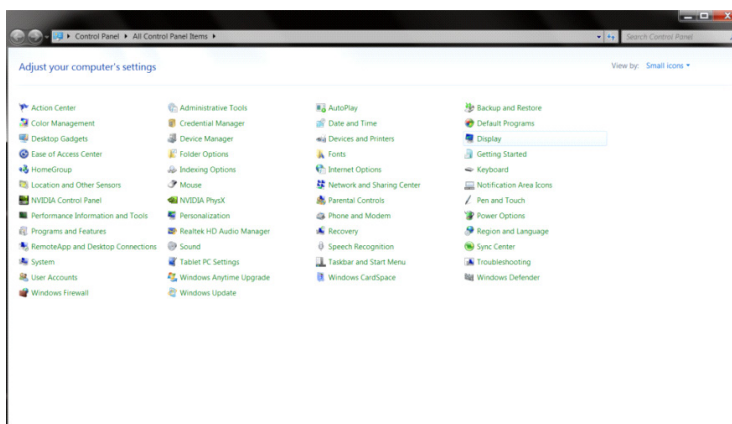 Control Panel ▸ All Control Panel Items ▸ Search Control Panel
Adjust your computer's settings View by: Small icons
Action Center Administrative Tools AutoPlay Backup and Restore
Color Management Credential Manager Date and Time Default Programs
Desktop Gadgets Device Manager Devices and Printers Display
Ease of Access Center Folder Options Fonts Getting Started
HomeGroup Indexing Options Internet Options Keyboard
Location and Other Sensors Mouse Network and Sharing Center Notification Area Icons
NVIDIA Control Panel NVIDIA PhysX Parental Controls Pen and Touch
Performance Information and Tools Personalization Phone and Modem Power Options
Programs and Features Realtek HD Audio Manager Recovery Region and Language
RemoteApp and Desktop Connections Sound Speech Recognition Sync Center
System Tablet PC Settings Taskbar and Start Menu Troubleshooting
User Accounts Windows Anytime Upgrade Windows CardSpace Windows Defender
Windows Firewall Windows Update